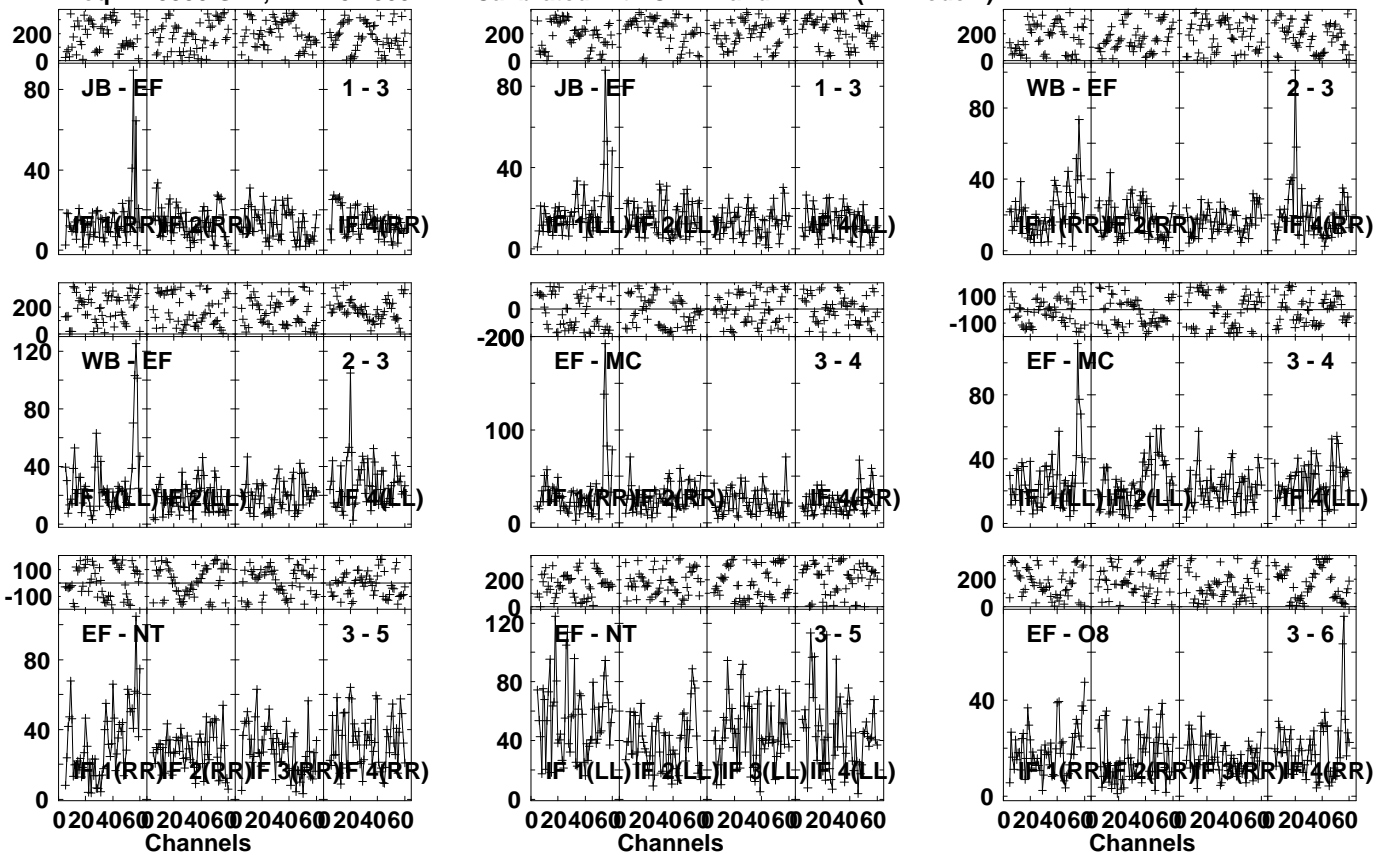 200 200 200
0 0 0
JB - EF 1 - 3 JB - EF 1 - 3 WB - EF 2 - 3
80 80 80
40 40 40
IF 1(RR) IF 2(RR) IF 4(RR) IF 1(LL) IF 2(LL) IF 4(LL) IF 1(RR) IF 2(RR) IF 4(RR)
0 0 0
200 0 100
0 -200 -100
WB - EF 2 - 3 EF - MC 3 - 4 EF - MC 3 - 4
120 200 120
80 100 80
40 40
IF 1(LL) IF 2(LL) IF 4(LL) IF 1(RR) IF 2(RR) IF 4(RR) IF 1(LL) IF 2(LL) IF 4(LL)
0 0 0
100 200 200
-100 0 0
EF - NT 3 - 5 EF - NT 3 - 5 EF - O8 3 - 6
80 120 40
40 80
40
IF 1(RR) IF 2(RR) IF 3(RR) IF 4(RR) IF 1(LL) IF 2(LL) IF 3(LL) IF 4(LL) IF 1(RR) IF 2(RR) IF 3(RR) IF 4(RR)
0 0 0
0 20 40 60 0 20 40 60 0 20 40 60 0 20 40 60 0 20 40 60 0 20 40 60 0 20 40 60 0 20 40 60 0 20 40 60 0 20 40 60 0 20 40 60 0 20 40 60
Channels Channels Channels